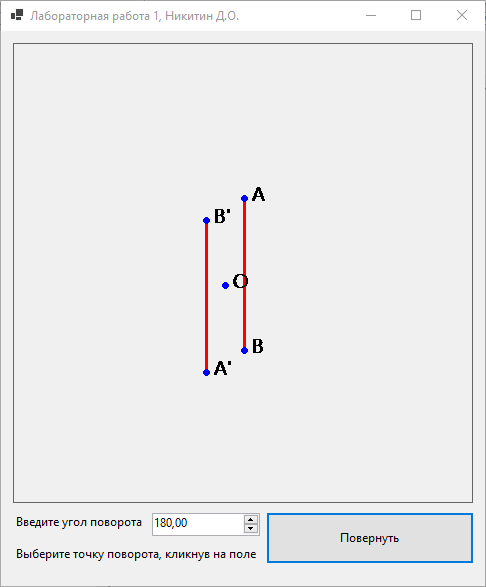 Лабораторная работа 1, Никитин Д.О.
A
B'
O
B
A'
Введите угол поворота
180,00
Повернуть
Выберите точку поворота, кликнув на поле